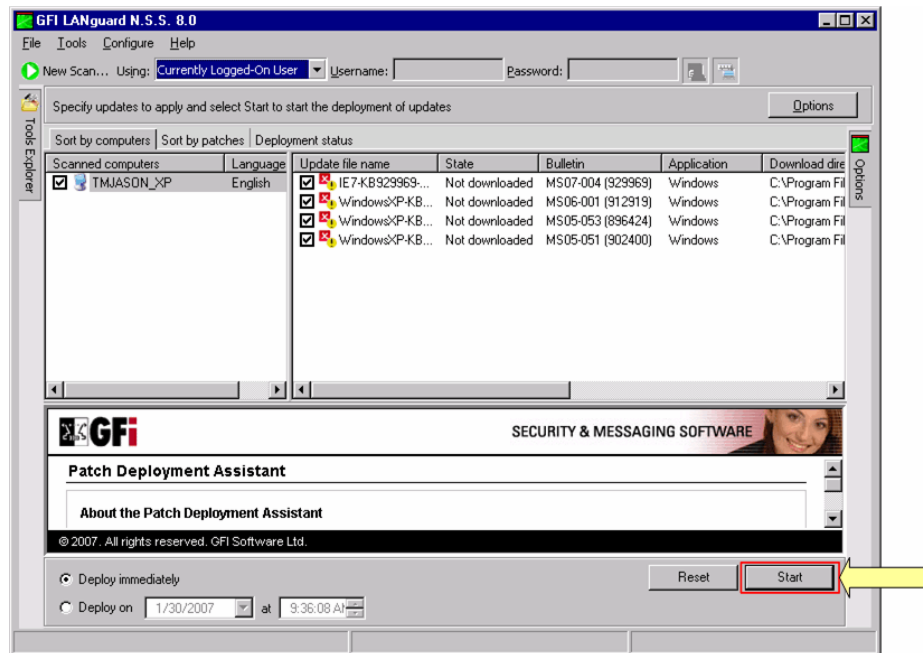 GFI LANguard N.S.S. 8.0
File Tools Configure Help
New Scan... Using: Currently Logged-On User Username: Password:
Tools Explorer
Specify updates to apply and select Start to start the deployment of updates Options
Sort by computers Sort by patches Deployment status
Scanned computers Language Update file name State Bulletin Application Download dire
TMJASON_XP English IE7-KB929969-... Not downloaded MS07-004 (929969) Windows C:\Program Fil
WindowsXP-KB... Not downloaded MS06-001 (912919) Windows C:\Program Fil
WindowsXP-KB... Not downloaded MS05-053 (896424) Windows C:\Program Fil
WindowsXP-KB... Not downloaded MS05-051 (902400) Windows C:\Program Fil
Options
GFi SECURITY & MESSAGING SOFTWARE
Patch Deployment Assistant
About the Patch Deployment Assistant
© 2007. All rights reserved. GFI Software Ltd.
Deploy immediately Reset Start
Deploy on 1/30/2007 at 9:36:08 AM